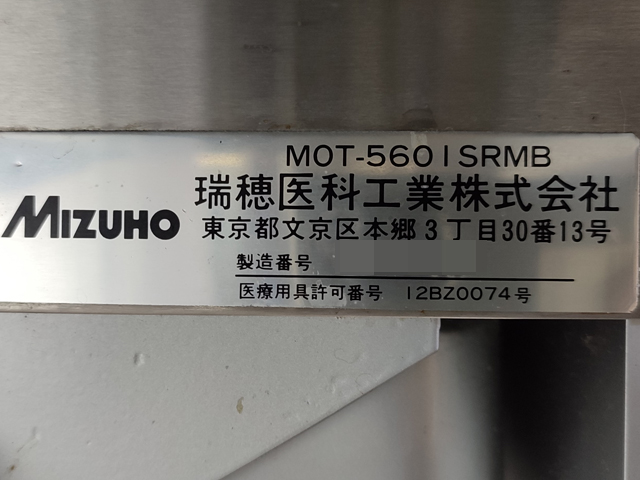 MOT-5601SRMB
MIZUHO
瑞穂医科工業株式会社
東京都文京区本郷3丁目30番13号
製造番号
医療用具許可番号 12BZ0074号